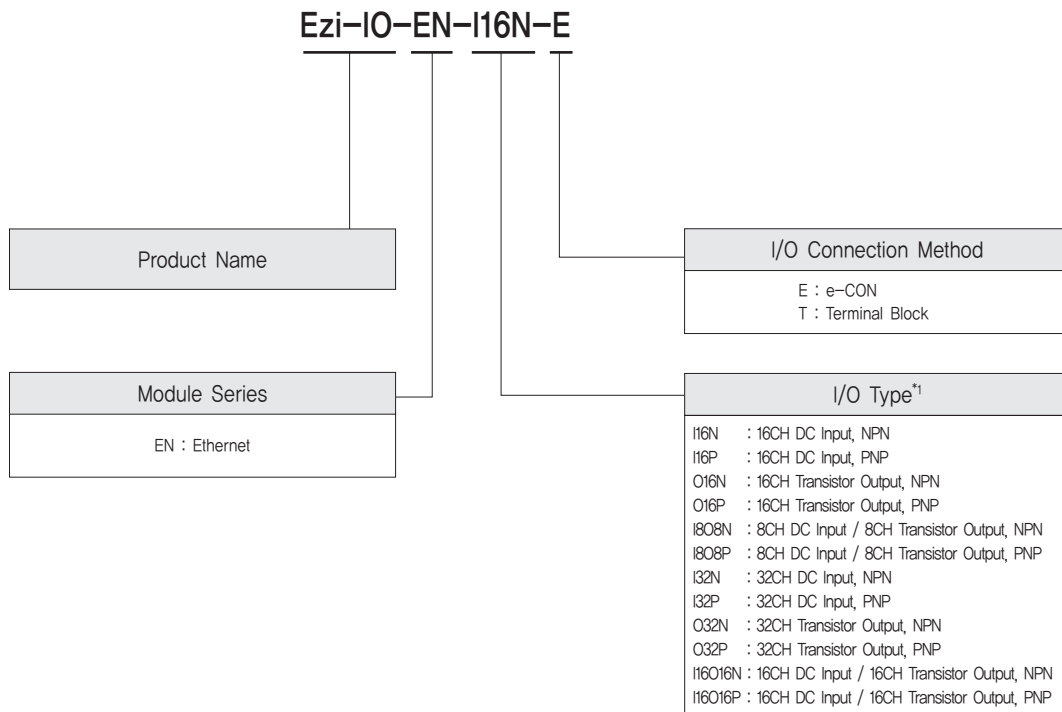 Ezi-IO-EN-I16N-E
Product Name
Module Series
EN : Ethernet
I/O Connection Method
E : e-CON
T : Terminal Block
I/O Type*1
I16N : 16CH DC Input, NPN
I16P : 16CH DC Input, PNP
O16N : 16CH Transistor Output, NPN
O16P : 16CH Transistor Output, PNP
I8O8N : 8CH DC Input / 8CH Transistor Output, NPN
I8O8P : 8CH DC Input / 8CH Transistor Output, PNP
I32N : 32CH DC Input, NPN
I32P : 32CH DC Input, PNP
O32N : 32CH Transistor Output, NPN
O32P : 32CH Transistor Output, PNP
I16O16N : 16CH DC Input / 16CH Transistor Output, NPN
I16O16P : 16CH DC Input / 16CH Transistor Output, PNP